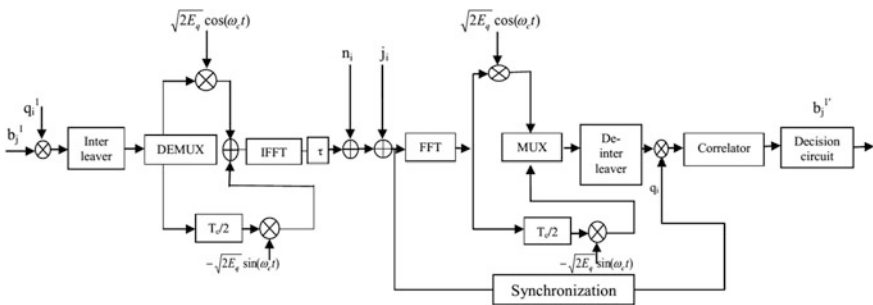 √2E_q cos(ω_c t)
√2E_q cos(ω_c t)
n_i
j_i
q_i^1
b_j^1
b_j^1'
Inter
leaver
DEMUX
IFFT
τ
FFT
MUX
De-
inter
leaver
q_i
Correlator
Decision
circuit
T_c/2
T_c/2
−√2E_q sin(ω_c t)
−√2E_q sin(ω_c t)
Synchronization